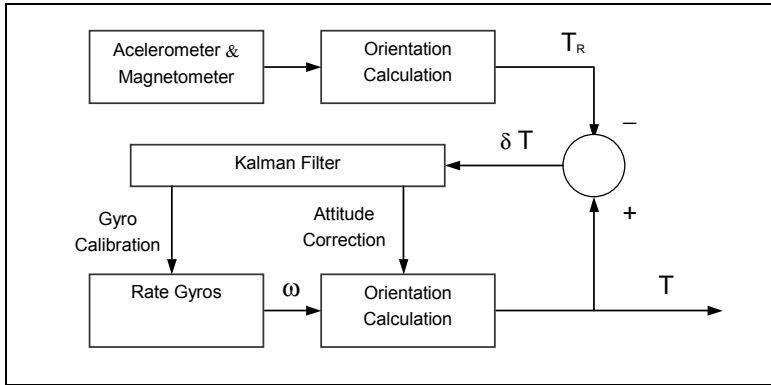 Acelerometer &
Magnetometer
Orientation
Calculation
T_R
−
δ T
Kalman Filter
Gyro
Calibration
Attitude
Correction
+
Rate Gyros
ω
Orientation
Calculation
T